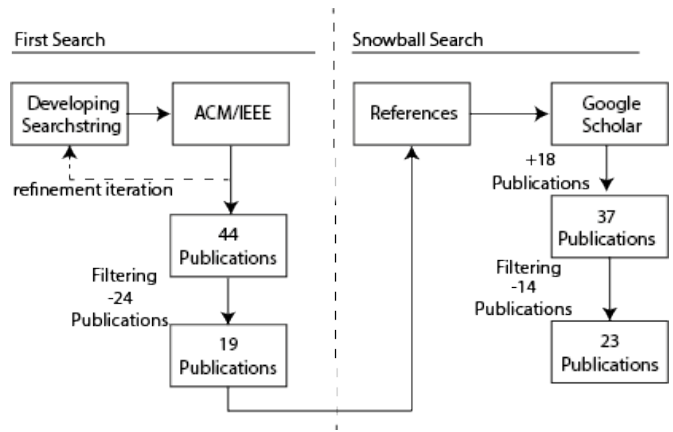 First Search
Developing
Searchstring
ACM/IEEE
refinement iteration
44
Publications
Filtering
-24
Publications
19
Publications
Snowball Search
References
Google
Scholar
+18
Publications
37
Publications
Filtering
-14
Publications
23
Publications